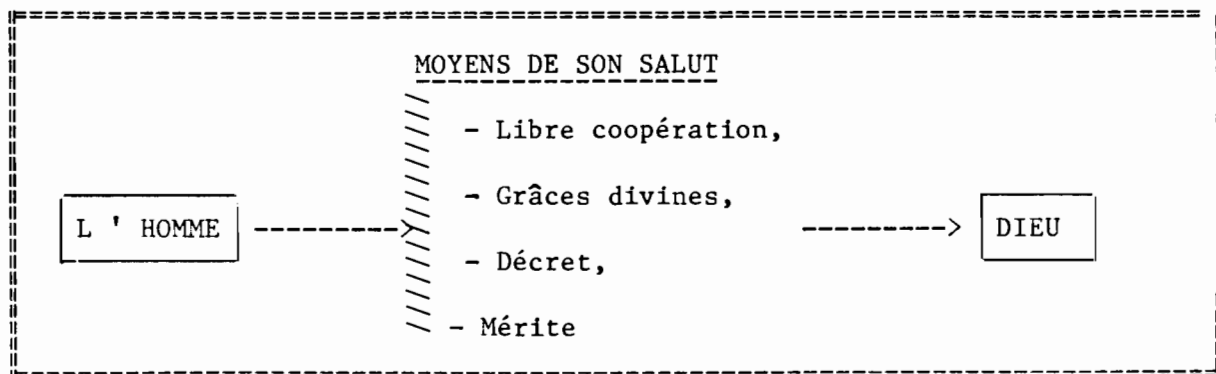 MOYENS DE SON SALUT
- Libre coopération,
- Grâces divines,
L ' HOMME ---------> ---------> DIEU
- Décret,
- Mérite